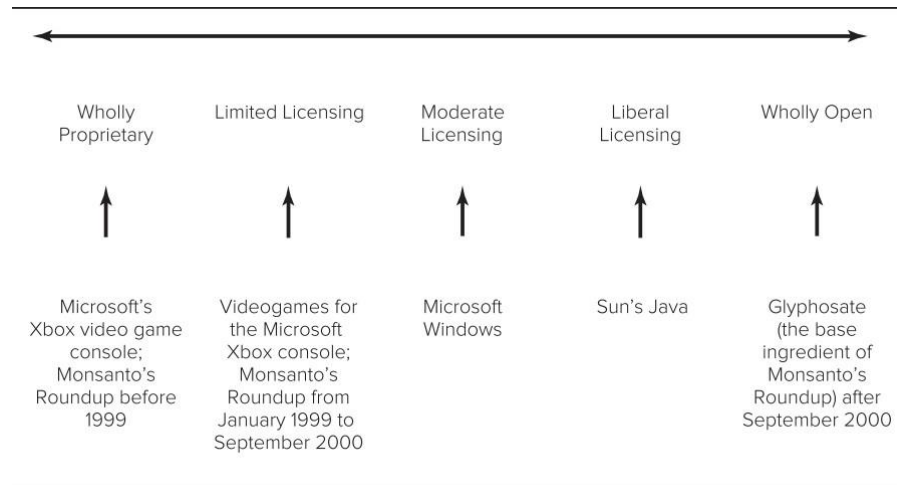 Wholly
Proprietary
Limited Licensing
Moderate
Licensing
Liberal
Licensing
Wholly Open
Microsoft’s
Xbox video game
console;
Monsanto’s
Roundup before
1999
Videogames for
the Microsoft
Xbox console;
Monsanto’s
Roundup from
January 1999 to
September 2000
Microsoft
Windows
Sun’s Java
Glyphosate
(the base
ingredient of
Monsanto’s
Roundup) after
September 2000